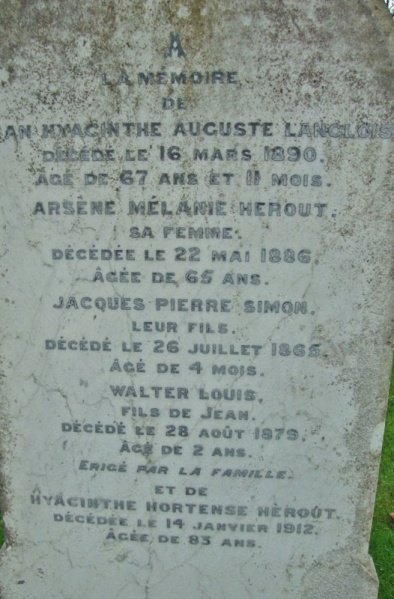 A
LA MÉMOIRE
DE
HYACINTHE AUGUSTE LANGLOIS
DÉCÉDÉ LE 16 MARS 1890.
ÂGÉ DE 67 ANS ET 11 MOIS.
ARSÈNE MÉLANIE HEROUT.
SA FEMME.
DÉCÉDÉE LE 22 MAI 1886.
ÂGÉE DE 65 ANS.
JACQUES PIERRE SIMON.
LEUR FILS.
DÉCÉDÉ LE 26 JUILLET
ÂGÉ DE 4 MOIS.
WALTER LOUIS.
FILS DE JEAN.
DÉCÉDÉ LE 28 AOÛT 1879.
ÂGÉ DE 2 ANS.
ERIGÉ PAR LA FAMILLE.
ET DE
HYACINTHE HORTENSE HÉROÛT.
DÉCÉDÉE LE 14 JANVIER 1912.
ÂGÉE DE 83 ANS.